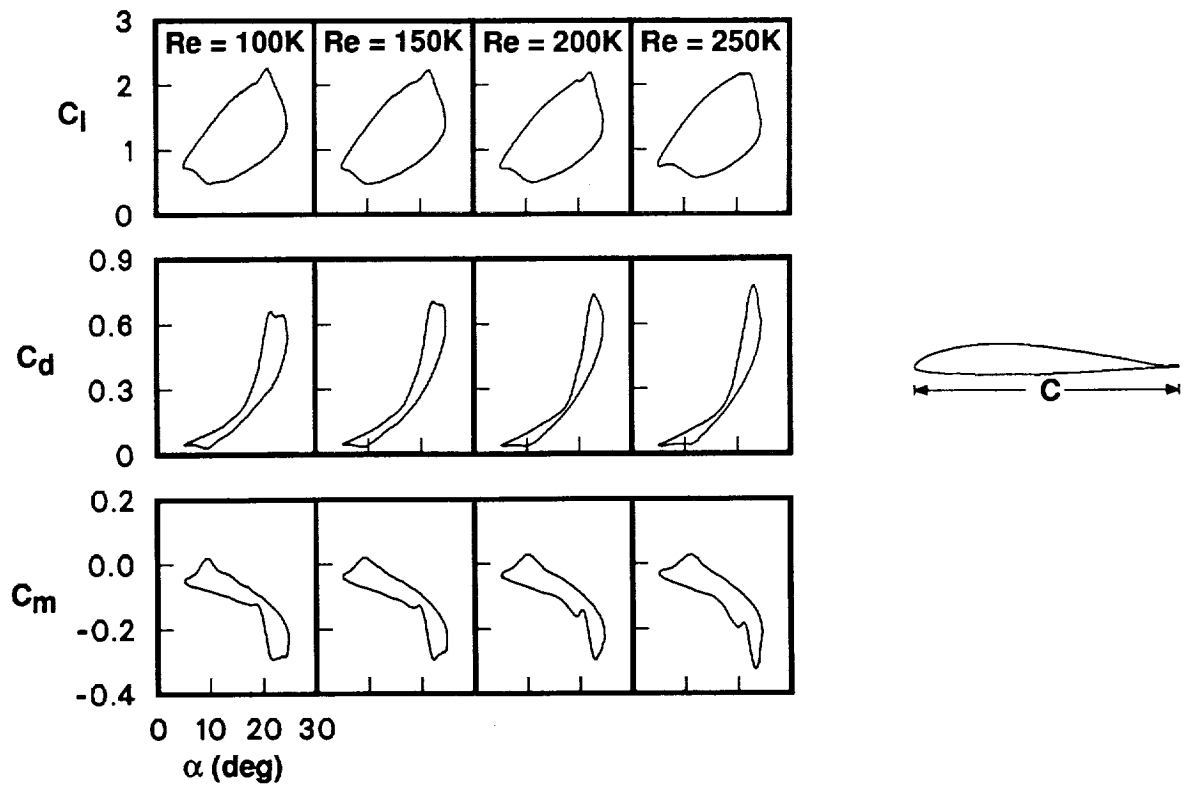 3
Re = 100K Re = 150K Re = 200K Re = 250K
2
Cl
1
0
0.9
0.6
Cd
0.3
C
0
0.2
0.0
Cm
-0.2
-0.4
0 10 20 30
α (deg)